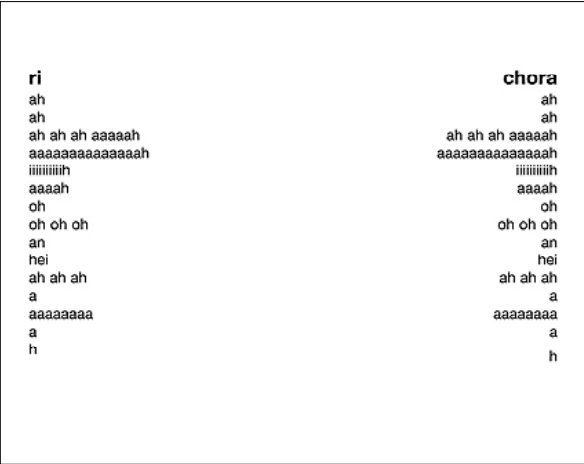 ri
ah
ah
ah ah ah aaaaah
aaaaaaaaaaaaaah
iiiiiiiiiih
aaaah
oh
oh oh oh
an
hei
ah ah ah
a
aaaaaaaa
a
h
chora
ah
ah
ah ah ah aaaaah
aaaaaaaaaaaaaah
iiiiiiiiiih
aaaah
oh
oh oh oh
an
hei
ah ah ah
a
aaaaaaaa
a
h